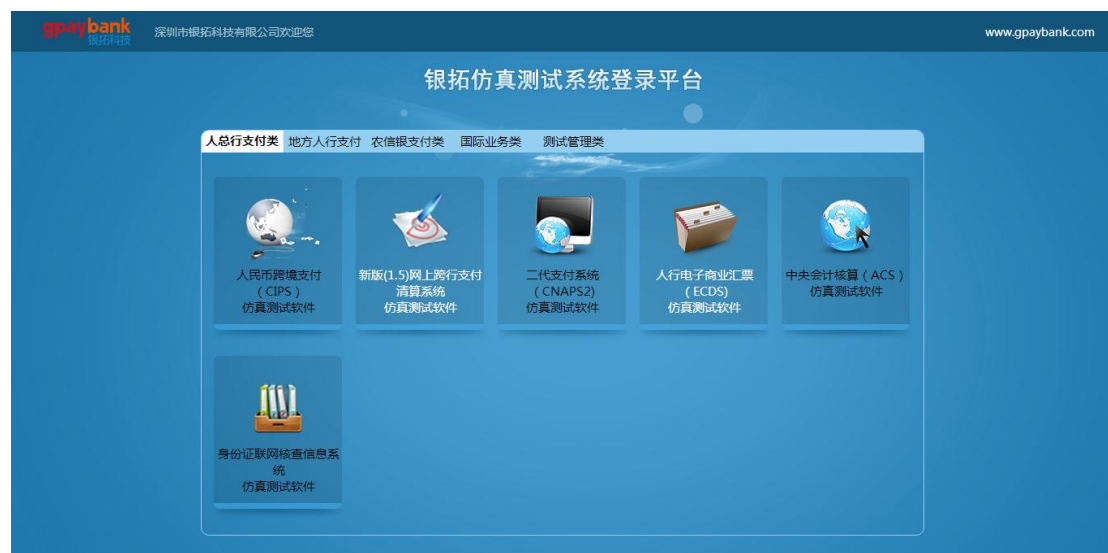 gpaybank
银拓科技
深圳市银拓科技有限公司欢迎您
www.gpaybank.com
银拓仿真测试系统登录平台
人总行支付类 地方人行支付 农信银支付类 国际业务类 测试管理类
人民币跨境支付
（CIPS）
仿真测试软件
新版(1.5)网上跨行支付
清算系统
仿真测试软件
二代支付系统
（CNAPS2)
仿真测试软件
人行电子商业汇票
（ECDS)
仿真测试软件
中央会计核算（ACS）
仿真测试软件
身份证联网核查信息系
统
仿真测试软件